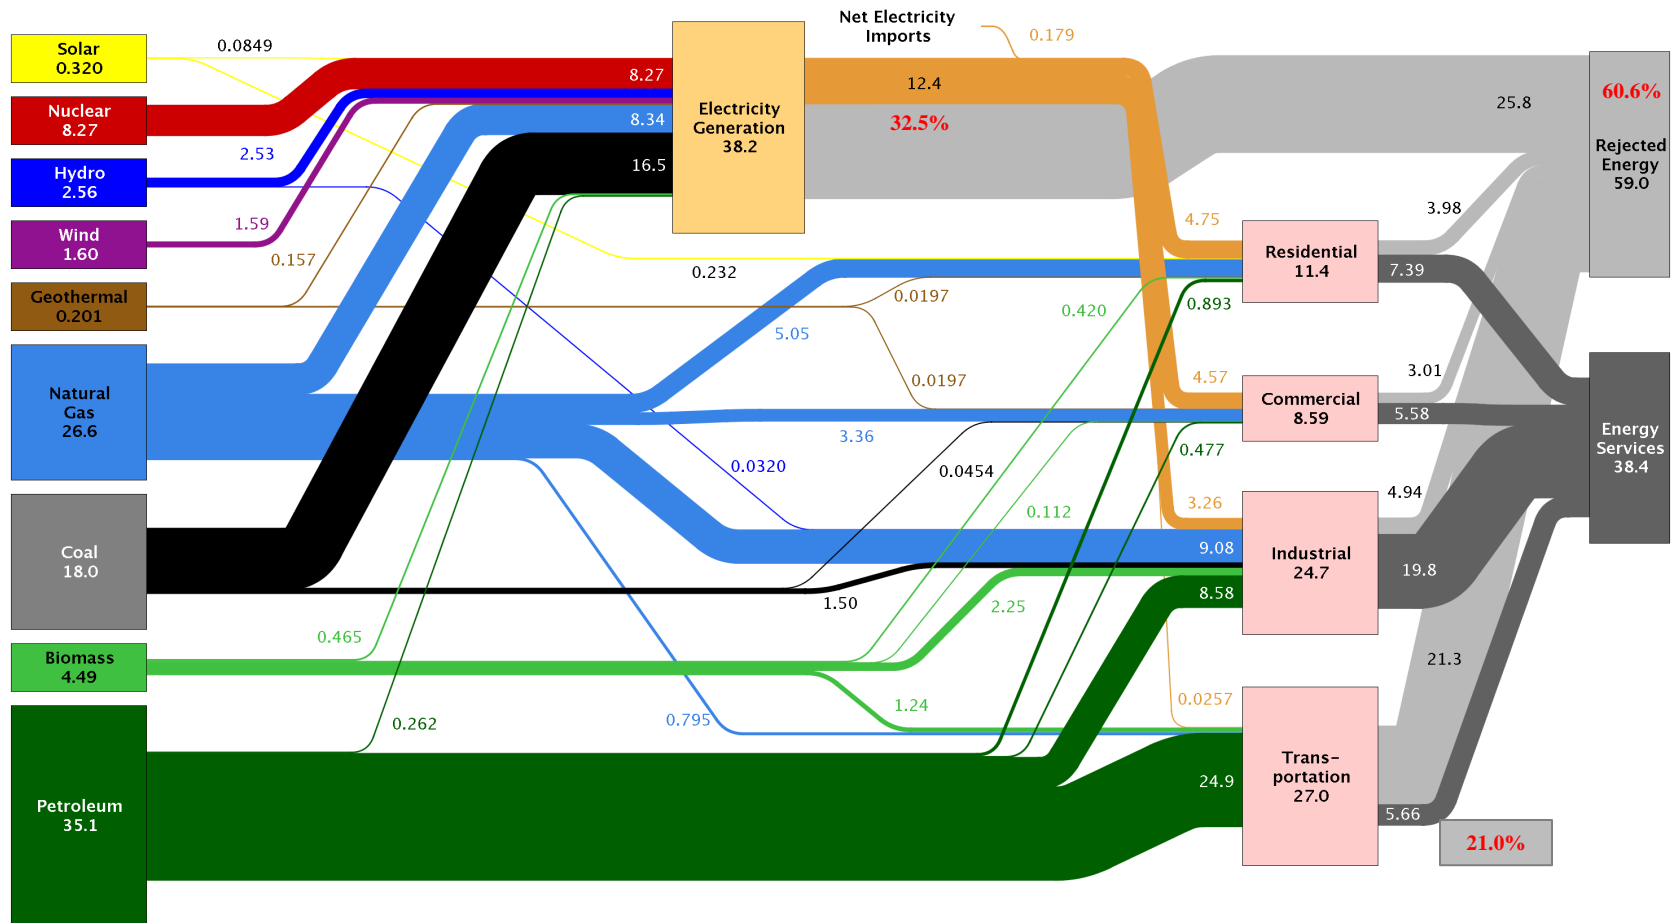 Net Electricity
Imports
0.179
Solar
0.320
0.0849
Nuclear
8.27
8.27
12.4
25.8
60.6%
Electricity
Generation
38.2
8.34
32.5%
Rejected
Energy
59.0
2.53
Hydro
2.56
16.5
3.98
4.75
1.59
Wind
1.60
0.157
0.232
Residential
11.4
7.39
Geothermal
0.201
0.0197
0.420
0.893
5.05
0.0197
4.57
3.01
Natural
Gas
26.6
Commercial
8.59
5.58
3.36
0.477
Energy
Services
38.4
0.0320
0.0454
4.94
3.26
0.112
Coal
18.0
9.08
Industrial
24.7
19.8
1.50
2.25
8.58
0.465
Biomass
4.49
21.3
1.24
0.0257
0.262
0.795
Trans-
portation
27.0
24.9
Petroleum
35.1
5.66
21.0%